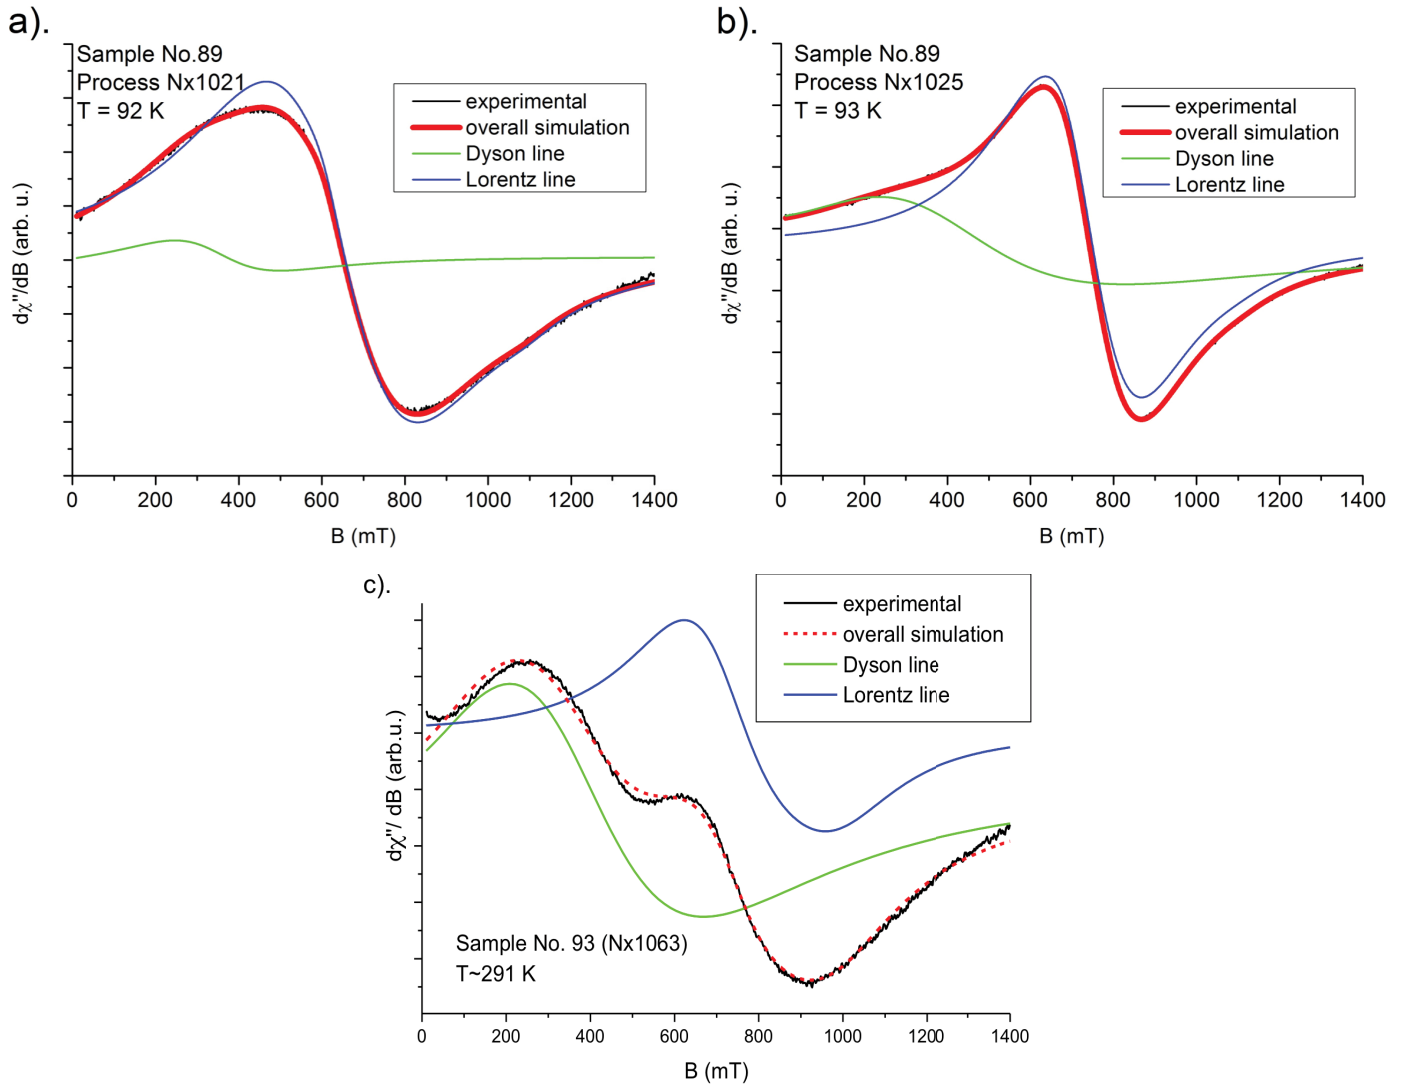 a).
Sample No.89
Process Nx1021
T = 92 K
experimental
overall simulation
Dyson line
Lorentz line
dχ''/dB (arb. u.)
0 200 400 600 800 1000 1200 1400
B (mT)
b).
Sample No.89
Process Nx1025
T = 93 K
experimental
overall simulation
Dyson line
Lorentz line
dχ''/dB (arb. u.)
0 200 400 600 800 1000 1200 1400
B (mT)
c).
experimental
overall simulation
Dyson line
Lorentz line
dχ''/ dB (arb.u.)
Sample No. 93 (Nx1063)
T~291 K
0 200 400 600 800 1000 1200 1400
B (mT)